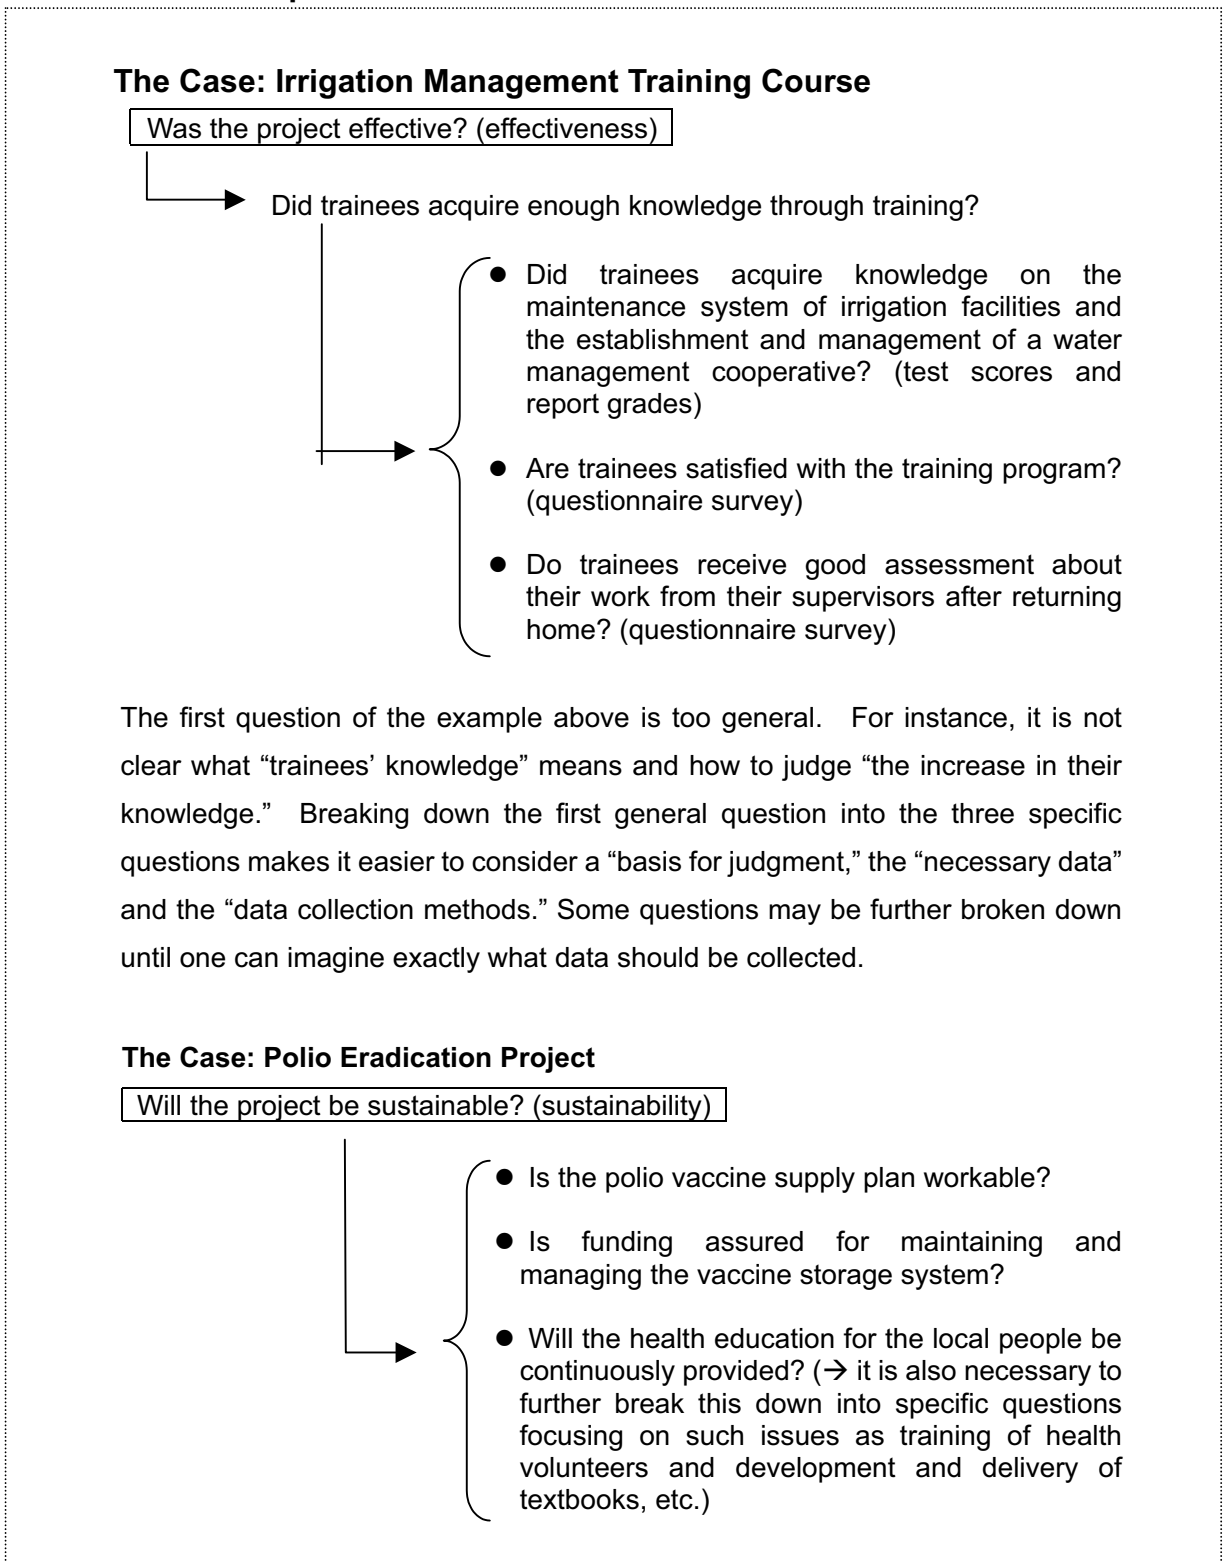 The Case: Irrigation Management Training Course
Was the project effective? (effectiveness)
Did trainees acquire enough knowledge through training?
● Did trainees acquire knowledge on the
maintenance system of irrigation facilities and
the establishment and management of a water
management cooperative? (test scores and
report grades)
● Are trainees satisfied with the training program?
(questionnaire survey)
● Do trainees receive good assessment about
their work from their supervisors after returning
home? (questionnaire survey)
The first question of the example above is too general. For instance, it is not
clear what “trainees’ knowledge” means and how to judge “the increase in their
knowledge.” Breaking down the first general question into the three specific
questions makes it easier to consider a “basis for judgment,” the “necessary data”
and the “data collection methods.” Some questions may be further broken down
until one can imagine exactly what data should be collected.
The Case: Polio Eradication Project
Will the project be sustainable? (sustainability)
● Is the polio vaccine supply plan workable?
● Is funding assured for maintaining and
managing the vaccine storage system?
● Will the health education for the local people be
continuously provided? (→ it is also necessary to
further break this down into specific questions
focusing on such issues as training of health
volunteers and development and delivery of
textbooks, etc.)